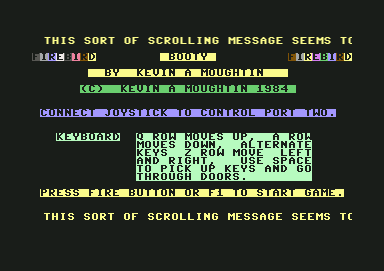 THIS SORT OF SCROLLING MESSAGE SEEMS TO
FIREBIRD BOOTY FIREBIRD
BY KEVIN A MOUGHTIN
(C) KEVIN A MOUGHTIN 1984
CONNECT JOYSTICK TO CONTROL PORT TWO.
KEYBOARD Q ROW MOVES UP. A ROW
MOVES DOWN. ALTERNATE
KEYS Z ROW MOVE LEFT
AND RIGHT. USE SPACE
TO PICK UP KEYS AND GO
THROUGH DOORS.
PRESS FIRE BUTTON OR F1 TO START GAME.
THIS SORT OF SCROLLING MESSAGE SEEMS TO